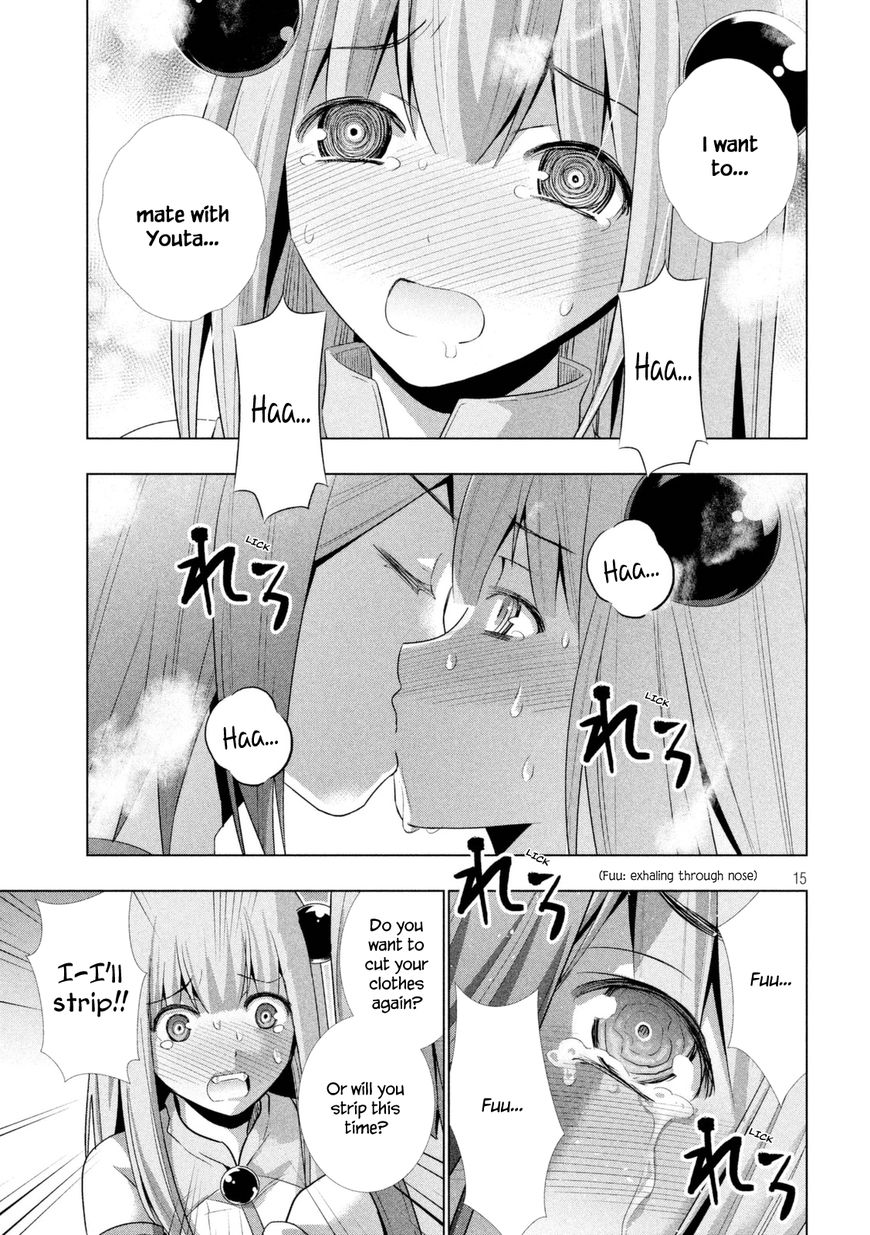 I want
to...
mate with
Youta...
Haa...
Haa...
Haa...
LICK
れろ
Haa...
LICK
れろ
(Fuu: exhaling through nose)
15
LICK
れろ
Fuu...
Fuu...
LICK
れろ
Do you
want to
cut your
clothes
again?
Or will you
strip this
time?
I-I'll
strip!!